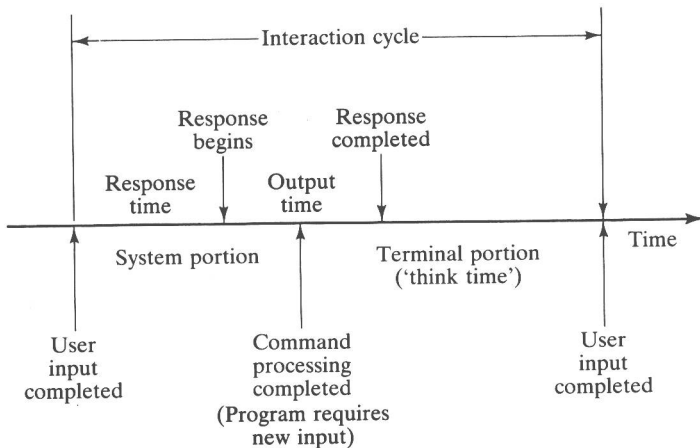 Interaction cycle
Response
begins
Response
completed
Response
time
Output
time
Time
System portion
Terminal portion
('think time')
User
input
completed
Command
processing
completed
(Program requires
new input)
User
input
completed